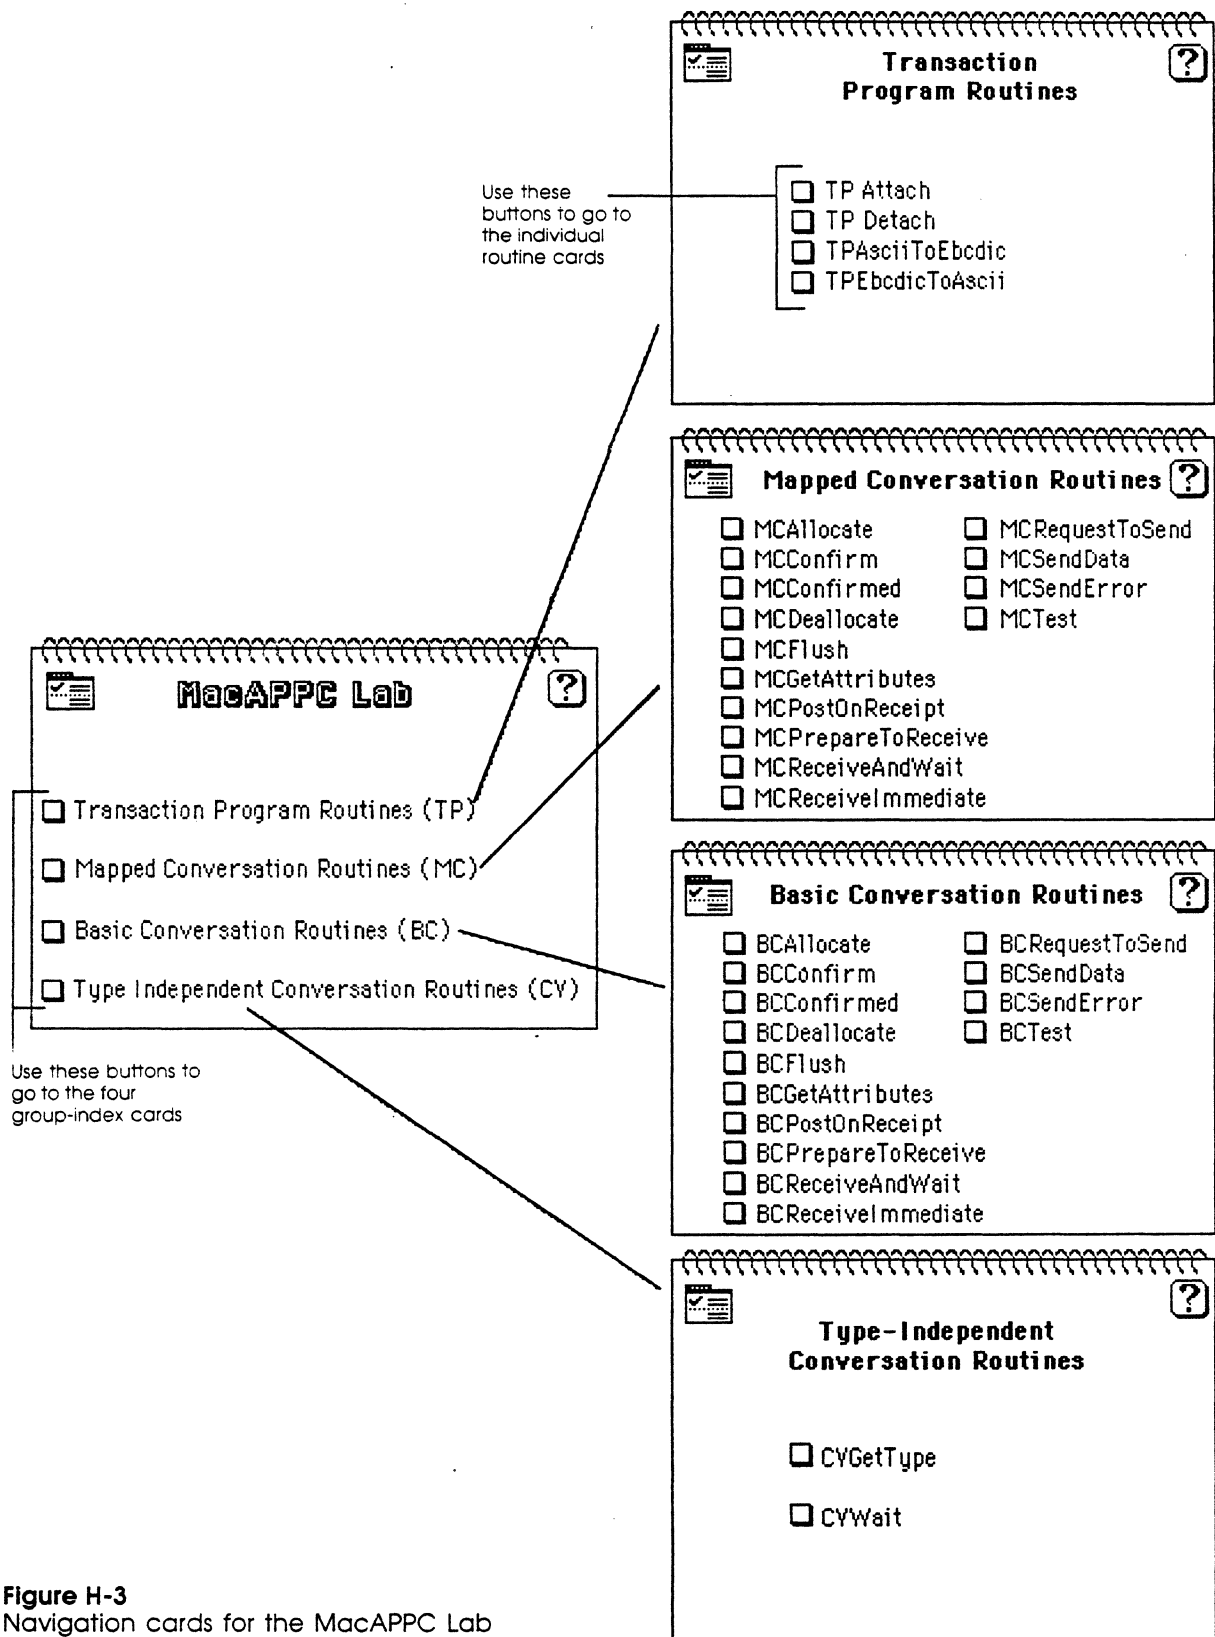 Transaction
Program Routines
?
Use these
buttons to go to
the individual
routine cards
TP Attach
TP Detach
TPAsciiToEbcdic
TPEbcdicToAscii
Mapped Conversation Routines
?
MCAllocate
MCConfirm
MCConfirmed
MCDeallocate
MCFlush
MCGetAttributes
MCPostOnReceipt
MCPrepareToReceive
MCReceiveAndWait
MCReceiveImmediate
MCRequestToSend
MCSendData
MCSendError
MCTest
MacAPPC Lab
?
Transaction Program Routines (TP)
Mapped Conversation Routines (MC)
Basic Conversation Routines (BC)
Type Independent Conversation Routines (CY)
Use these buttons to
go to the four
group-index cards
Basic Conversation Routines
?
BCAllocate
BCConfirm
BCConfirmed
BCDeallocate
BCFlush
BCGetAttributes
BCPostOnReceipt
BCPrepareToReceive
BCReceiveAndWait
BCReceiveImmediate
BCRequestToSend
BCSendData
BCSendError
BCTest
?
Type-Independent
Conversation Routines
CYGetType
CYWait
Figure H-3
Navigation cards for the MacAPPC Lab